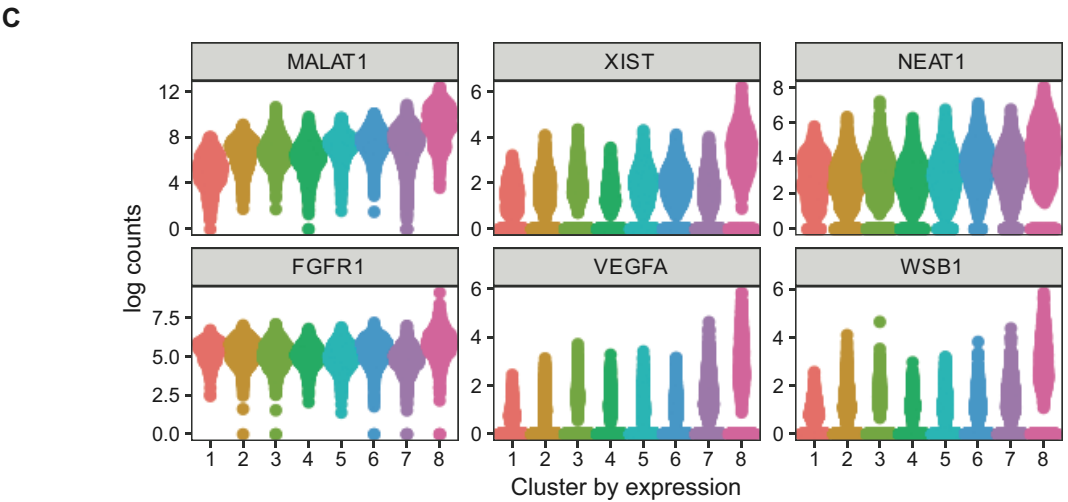 C
MALAT1 XIST NEAT1
12 6 8
8 4 6
4 2 4
0 0 2
0
log counts
FGFR1 VEGFA WSB1
7.5 6 6
5.0 4 4
2.5 2 2
0.0 0 0
1 2 3 4 5 6 7 8 1 2 3 4 5 6 7 8 1 2 3 4 5 6 7 8
Cluster by expression